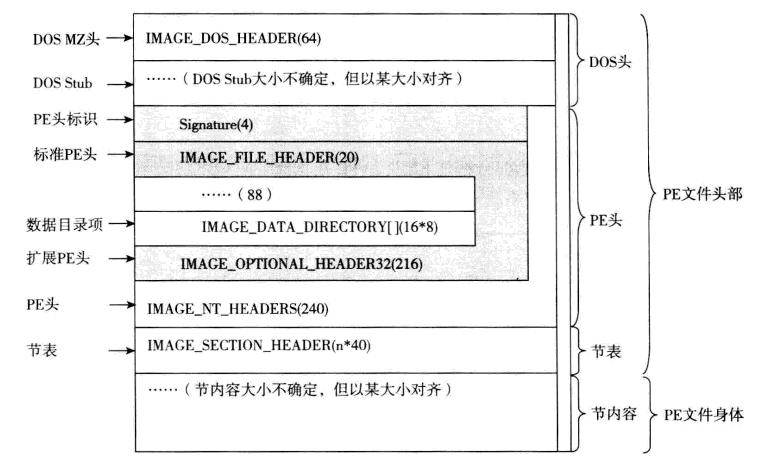 DOS MZ头
IMAGE_DOS_HEADER(64)
DOS头
DOS Stub
……（DOS Stub大小不确定，但以某大小对齐）
PE头标识
Signature(4)
标准PE头
IMAGE_FILE_HEADER(20)
……（88）
PE文件头部
数据目录项
IMAGE_DATA_DIRECTORY[ ](16*8)
PE头
扩展PE头
IMAGE_OPTIONAL_HEADER32(216)
PE头
IMAGE_NT_HEADERS(240)
节表
IMAGE_SECTION_HEADER(n*40)
节表
……（节内容大小不确定，但以某大小对齐）
节内容
PE文件身体